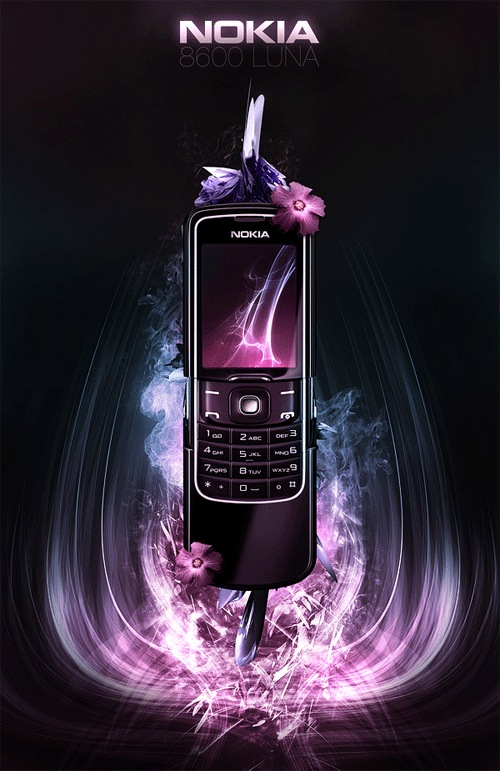 NOKIA
8600 LUNA
NOKIA
1 2 ABC DEF 3
4 GHI 5 JKL MNO 6
7 PQRS 8 TUV WXYZ 9
* + 0 #